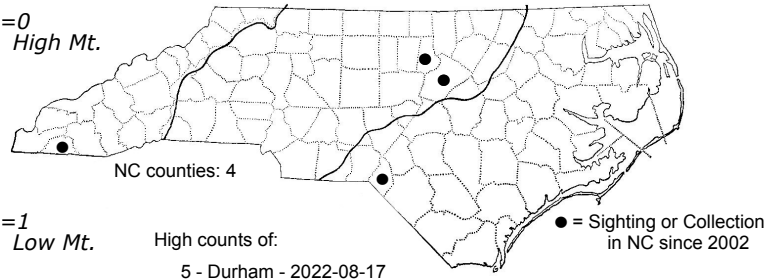 =0
High Mt.
NC counties: 4
=1
Low Mt.
High counts of:
5 - Durham - 2022-08-17
● = Sighting or Collection
in NC since 2002